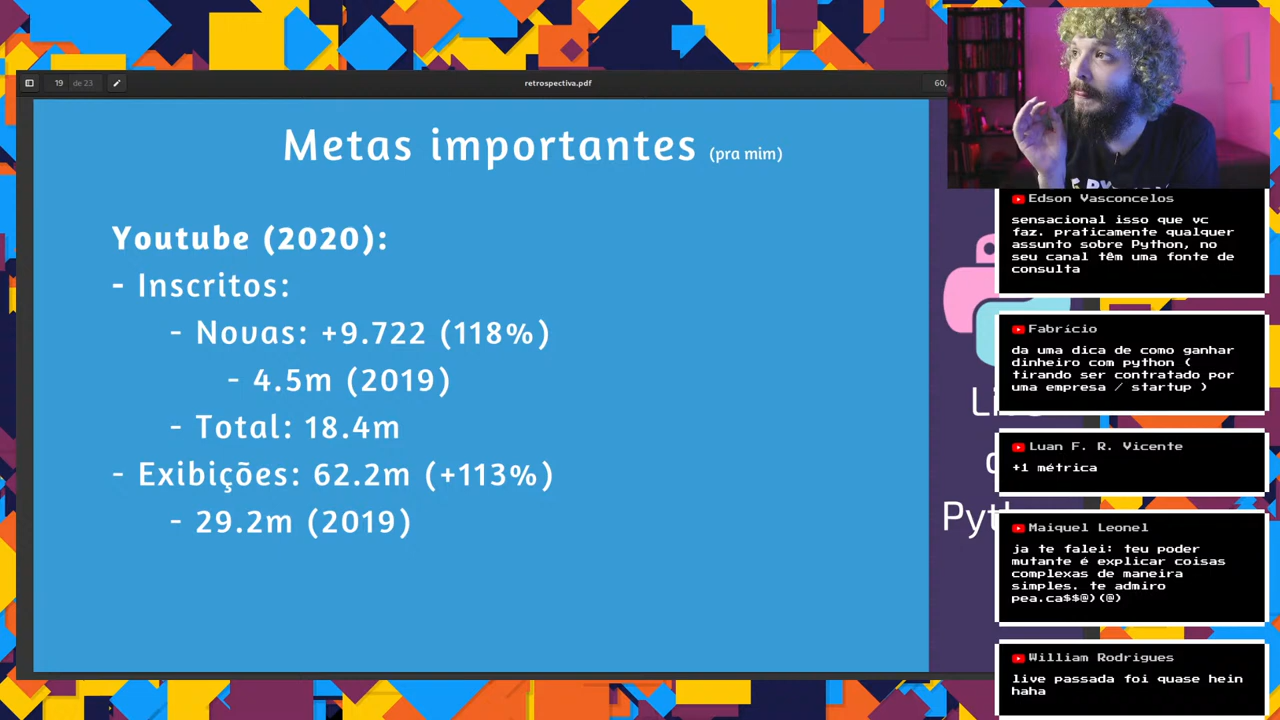 19 de 23
retrospectiva.pdf
60,
Metas importantes (pra mim)
Youtube (2020):
- Inscritos:
- Novas: +9.722 (118%)
- 4.5m (2019)
- Total: 18.4m
- Exibições: 62.2m (+113%)
- 29.2m (2019)
Edson Vasconcelos
sensacional isso que vc
faz. praticamente qualquer
assunto sobre Python, no
seu canal têm uma fonte de
consulta
Fabrício
da uma dica de como ganhar
dinheiro com python (
tirando ser contratado por
uma empresa / startup )
Luan F. R. Vicente
+1 métrica
Maiquel Leonel
ja te falei: teu poder
mutante é explicar coisas
complexas de maneira
simples. te admiro
pea.ca$$@)(@)
William Rodrigues
live passada foi quase hein
haha